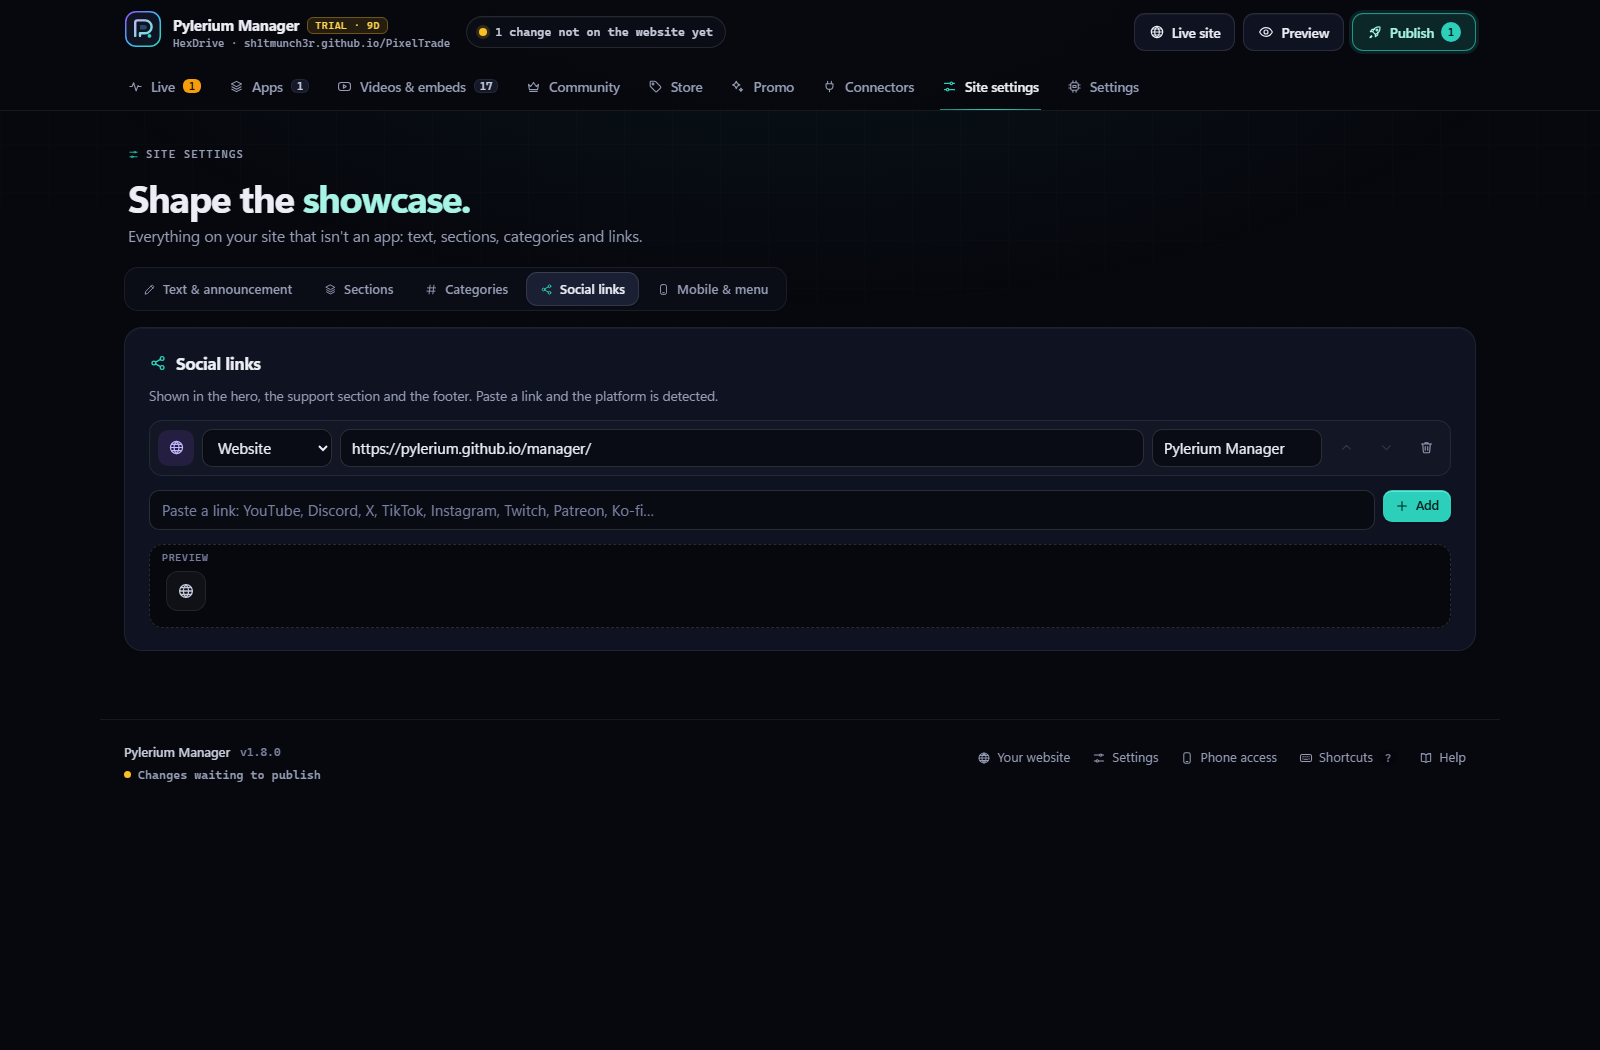 Pylerium Manager TRIAL · 9D
HexDrive · sh1tmunch3r.github.io/PixelTrade
1 change not on the website yet
Live site
Preview
Publish 1
Live 1
Apps 1
Videos & embeds 17
Community
Store
Promo
Connectors
Site settings
Settings
SITE SETTINGS
Shape the showcase.
Everything on your site that isn't an app: text, sections, categories and links.
Text & announcement
Sections
Categories
Social links
Mobile & menu
Social links
Shown in the hero, the support section and the footer. Paste a link and the platform is detected.
Website
https://pylerium.github.io/manager/
Pylerium Manager
Paste a link: YouTube, Discord, X, TikTok, Instagram, Twitch, Patreon, Ko-fi...
Add
PREVIEW
Pylerium Manager v1.8.0
Changes waiting to publish
Your website
Settings
Phone access
Shortcuts ?
Help